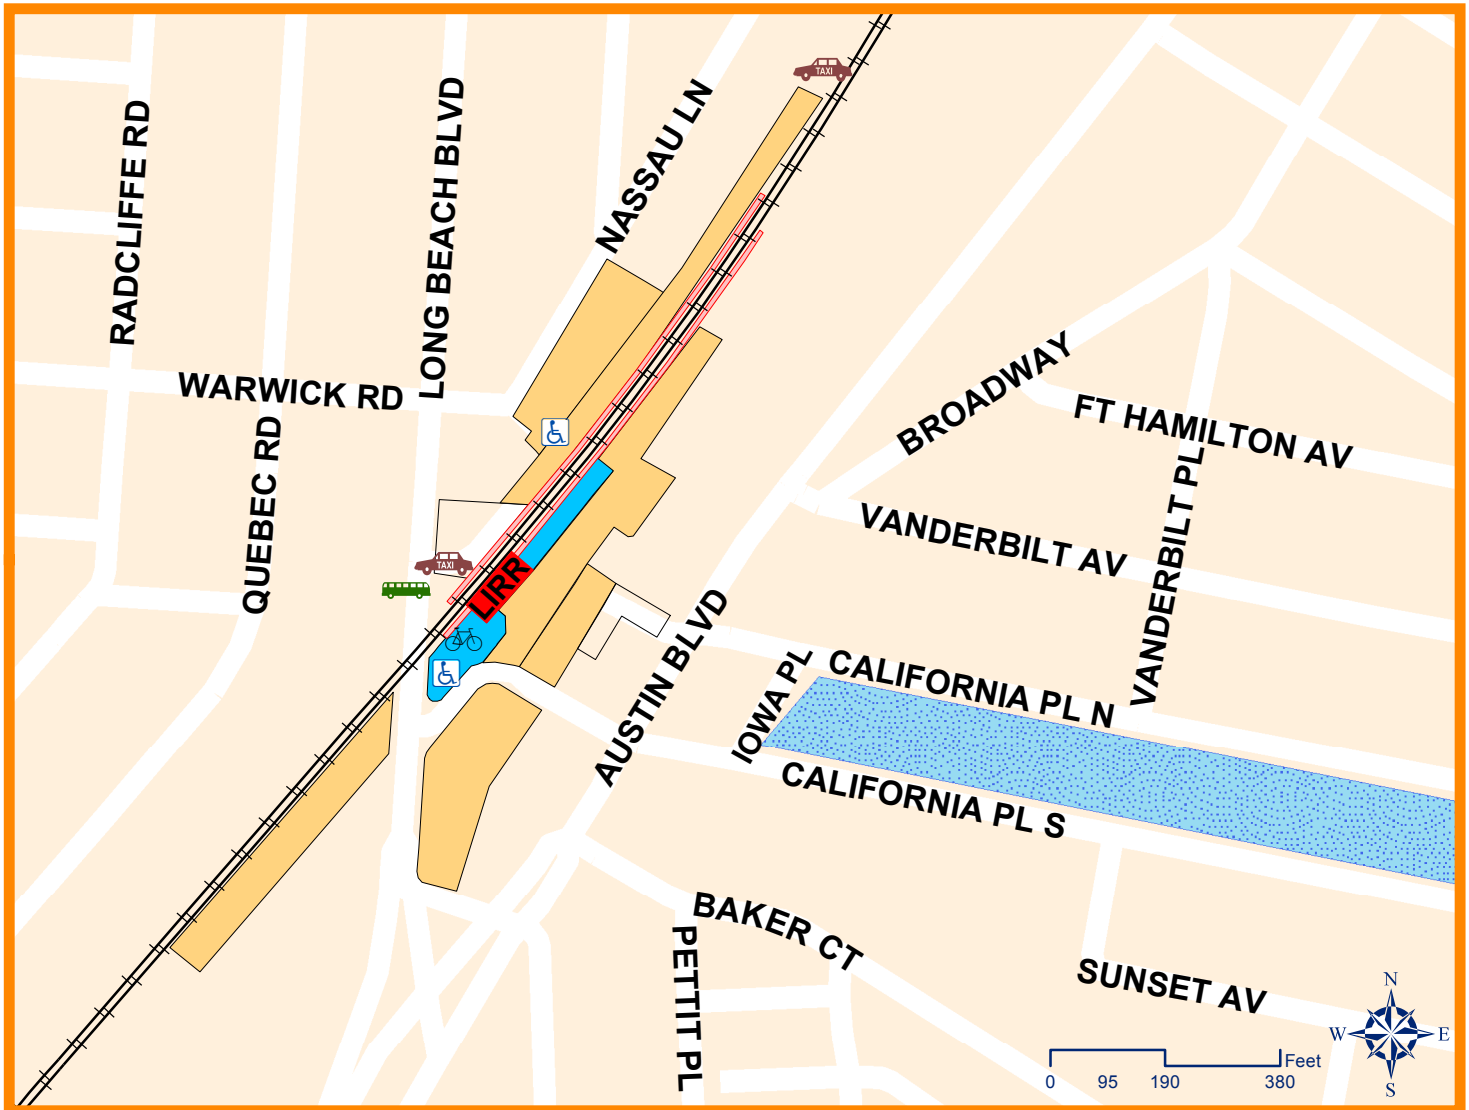 TAXI
NASSAU LN
LONG BEACH BLVD
RADCLIFFE RD
WARWICK RD
QUEBEC RD
BROADWAY
FT HAMILTON AV
VANDERBILT PL
VANDERBILT AV
TAXI
LIRR
AUSTIN BLVD
IOWA PL
CALIFORNIA PL N
CALIFORNIA PL S
BAKER CT
PETTIT PL
SUNSET AV
N
W
E
S
Feet
0 95 190 380